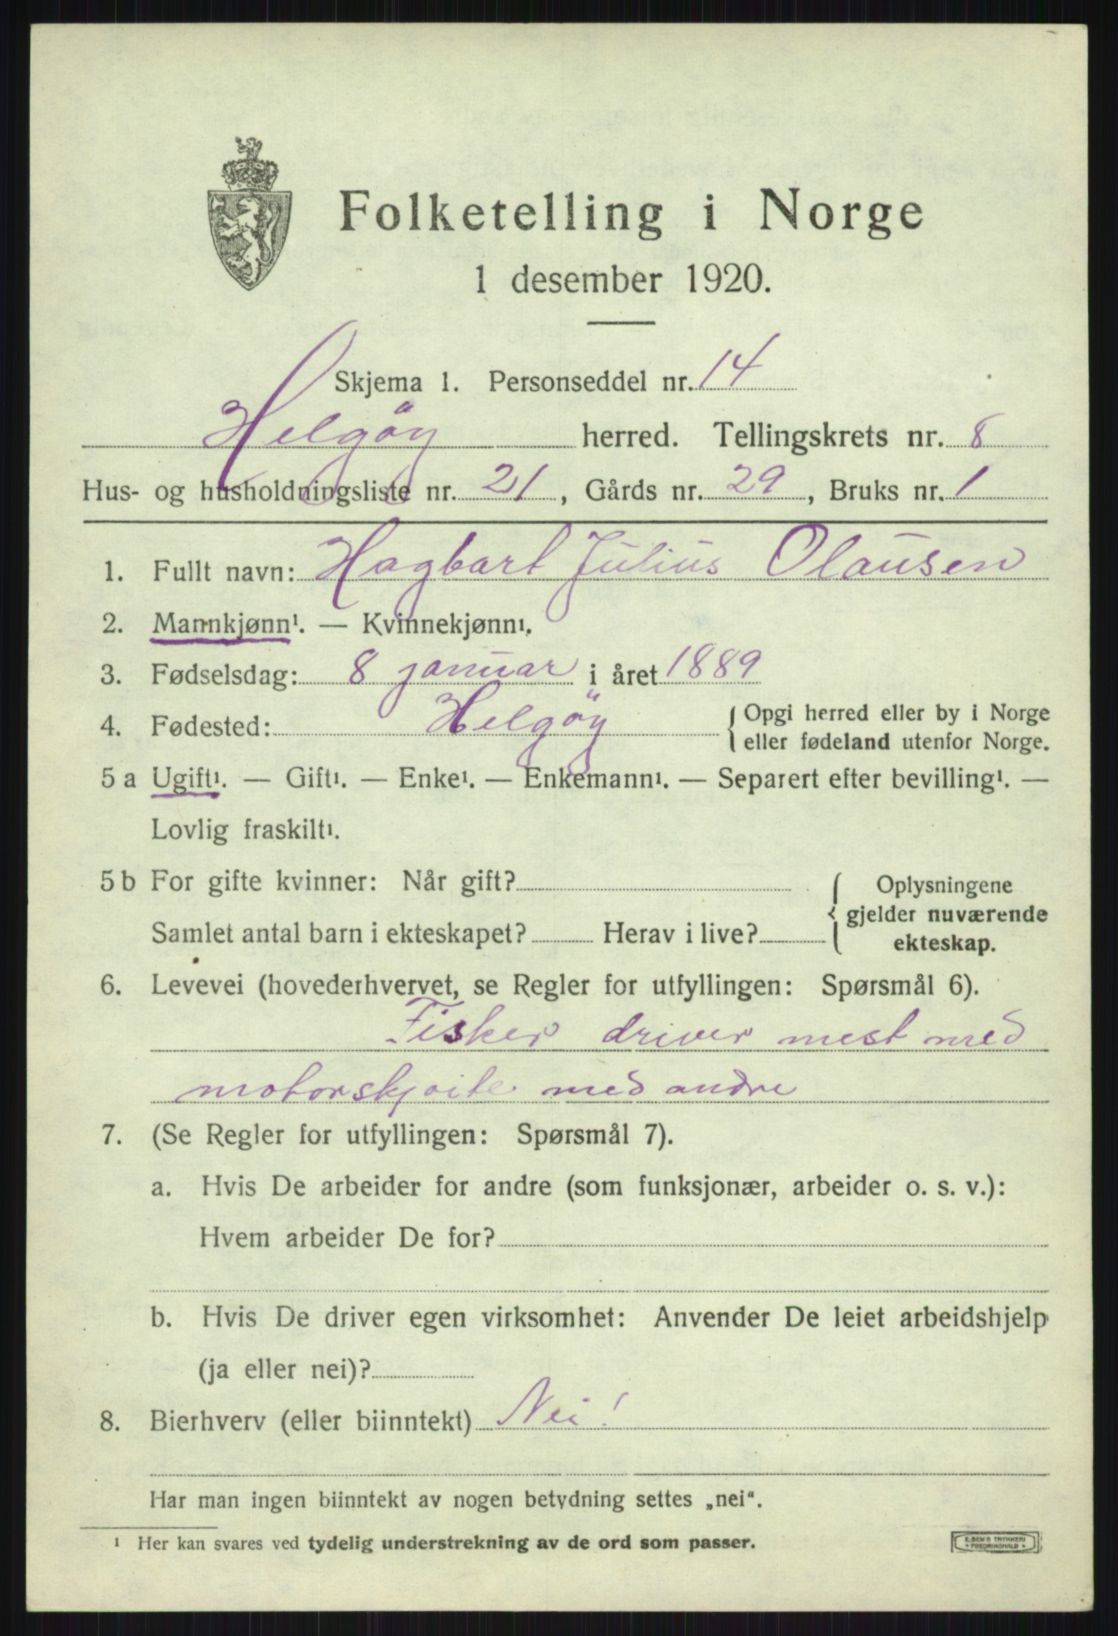 Folketelling i Norge
1 desember 1920.
Skjema 1. Personseddel nr. 14
Helgöy herred. Tellingskrets nr. 8
Hus- og husholdningsliste nr. 21, Gårds nr. 29, Bruks nr. 1
1. Fullt navn: Hagbart Julius Olausen
2. Mannkjønn¹. — Kvinnekjønn¹.
3. Fødselsdag: 8 januar i året 1889
4. Fødested: Helgöy { Opgi herred eller by i Norge
eller fødeland utenfor Norge.
5 a Ugift¹. — Gift¹. — Enke¹. — Enkemann¹. — Separert efter bevilling¹. —
Lovlig fraskilt¹.
5 b For gifte kvinner: Når gift?
Samlet antal barn i ekteskapet? Herav i live?
{ Oplysningene
gjelder nuværende
ekteskap.
6. Levevei (hovederhvervet, se Regler for utfyllingen: Spørsmål 6).
Fisker driver mest med
motorskjoite med andre
7. (Se Regler for utfyllingen: Spørsmål 7).
a. Hvis De arbeider for andre (som funksjonær, arbeider o. s. v.):
Hvem arbeider De for?
b. Hvis De driver egen virksomhet: Anvender De leiet arbeidshjelp
(ja eller nei)?
8. Bierhverv (eller biinntekt) Nei!
Har man ingen biinntekt av nogen betydning settes „nei“.
¹ Her kan svares ved tydelig understrekning av de ord som passer.